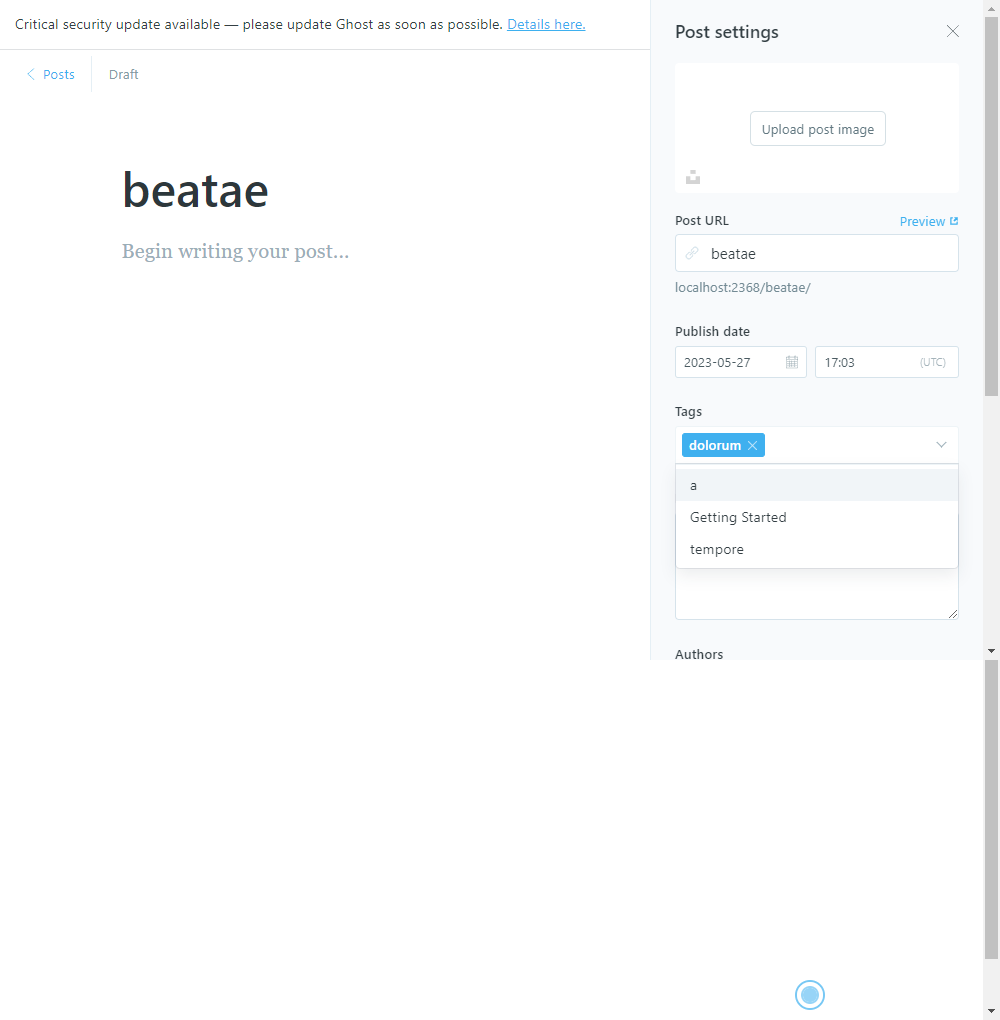 Critical security update available — please update Ghost as soon as possible. Details here.
Posts
Draft
beatae
Begin writing your post...
Post settings
Upload post image
Post URL
Preview
beatae
localhost:2368/beatae/
Publish date
2023-05-27
17:03
(UTC)
Tags
dolorum
a
Getting Started
tempore
Authors